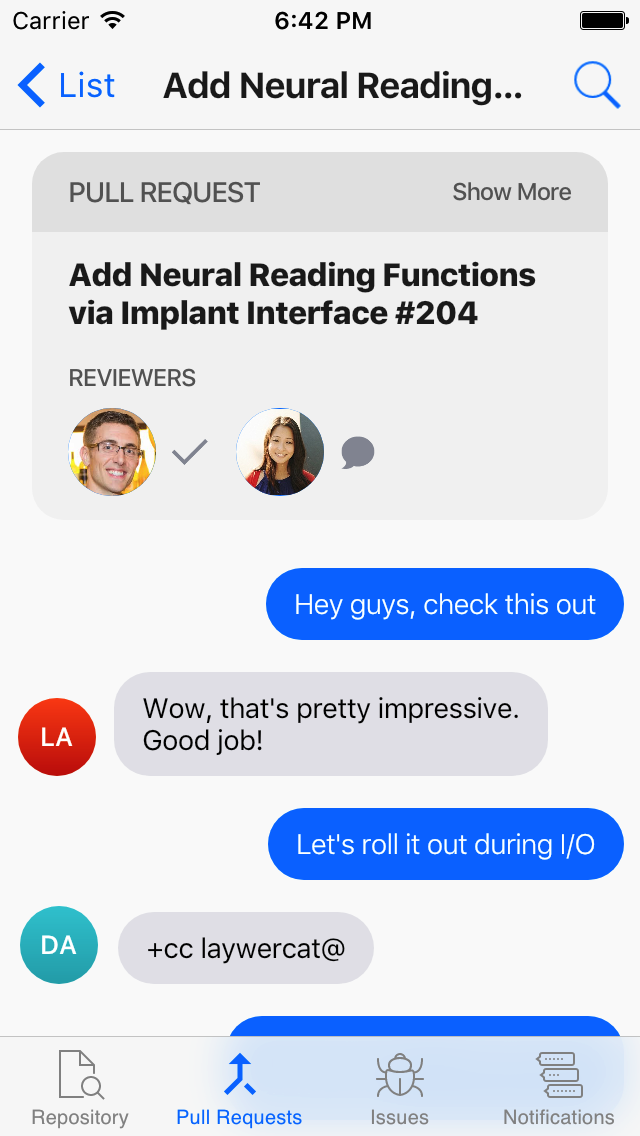 Carrier 6:42 PM
List Add Neural Reading...
PULL REQUEST Show More
Add Neural Reading Functions
via Implant Interface #204
REVIEWERS
Hey guys, check this out
LA
Wow, that's pretty impressive.
Good job!
Let's roll it out during I/O
DA
+cc laywercat@
Repository Pull Requests Issues Notifications